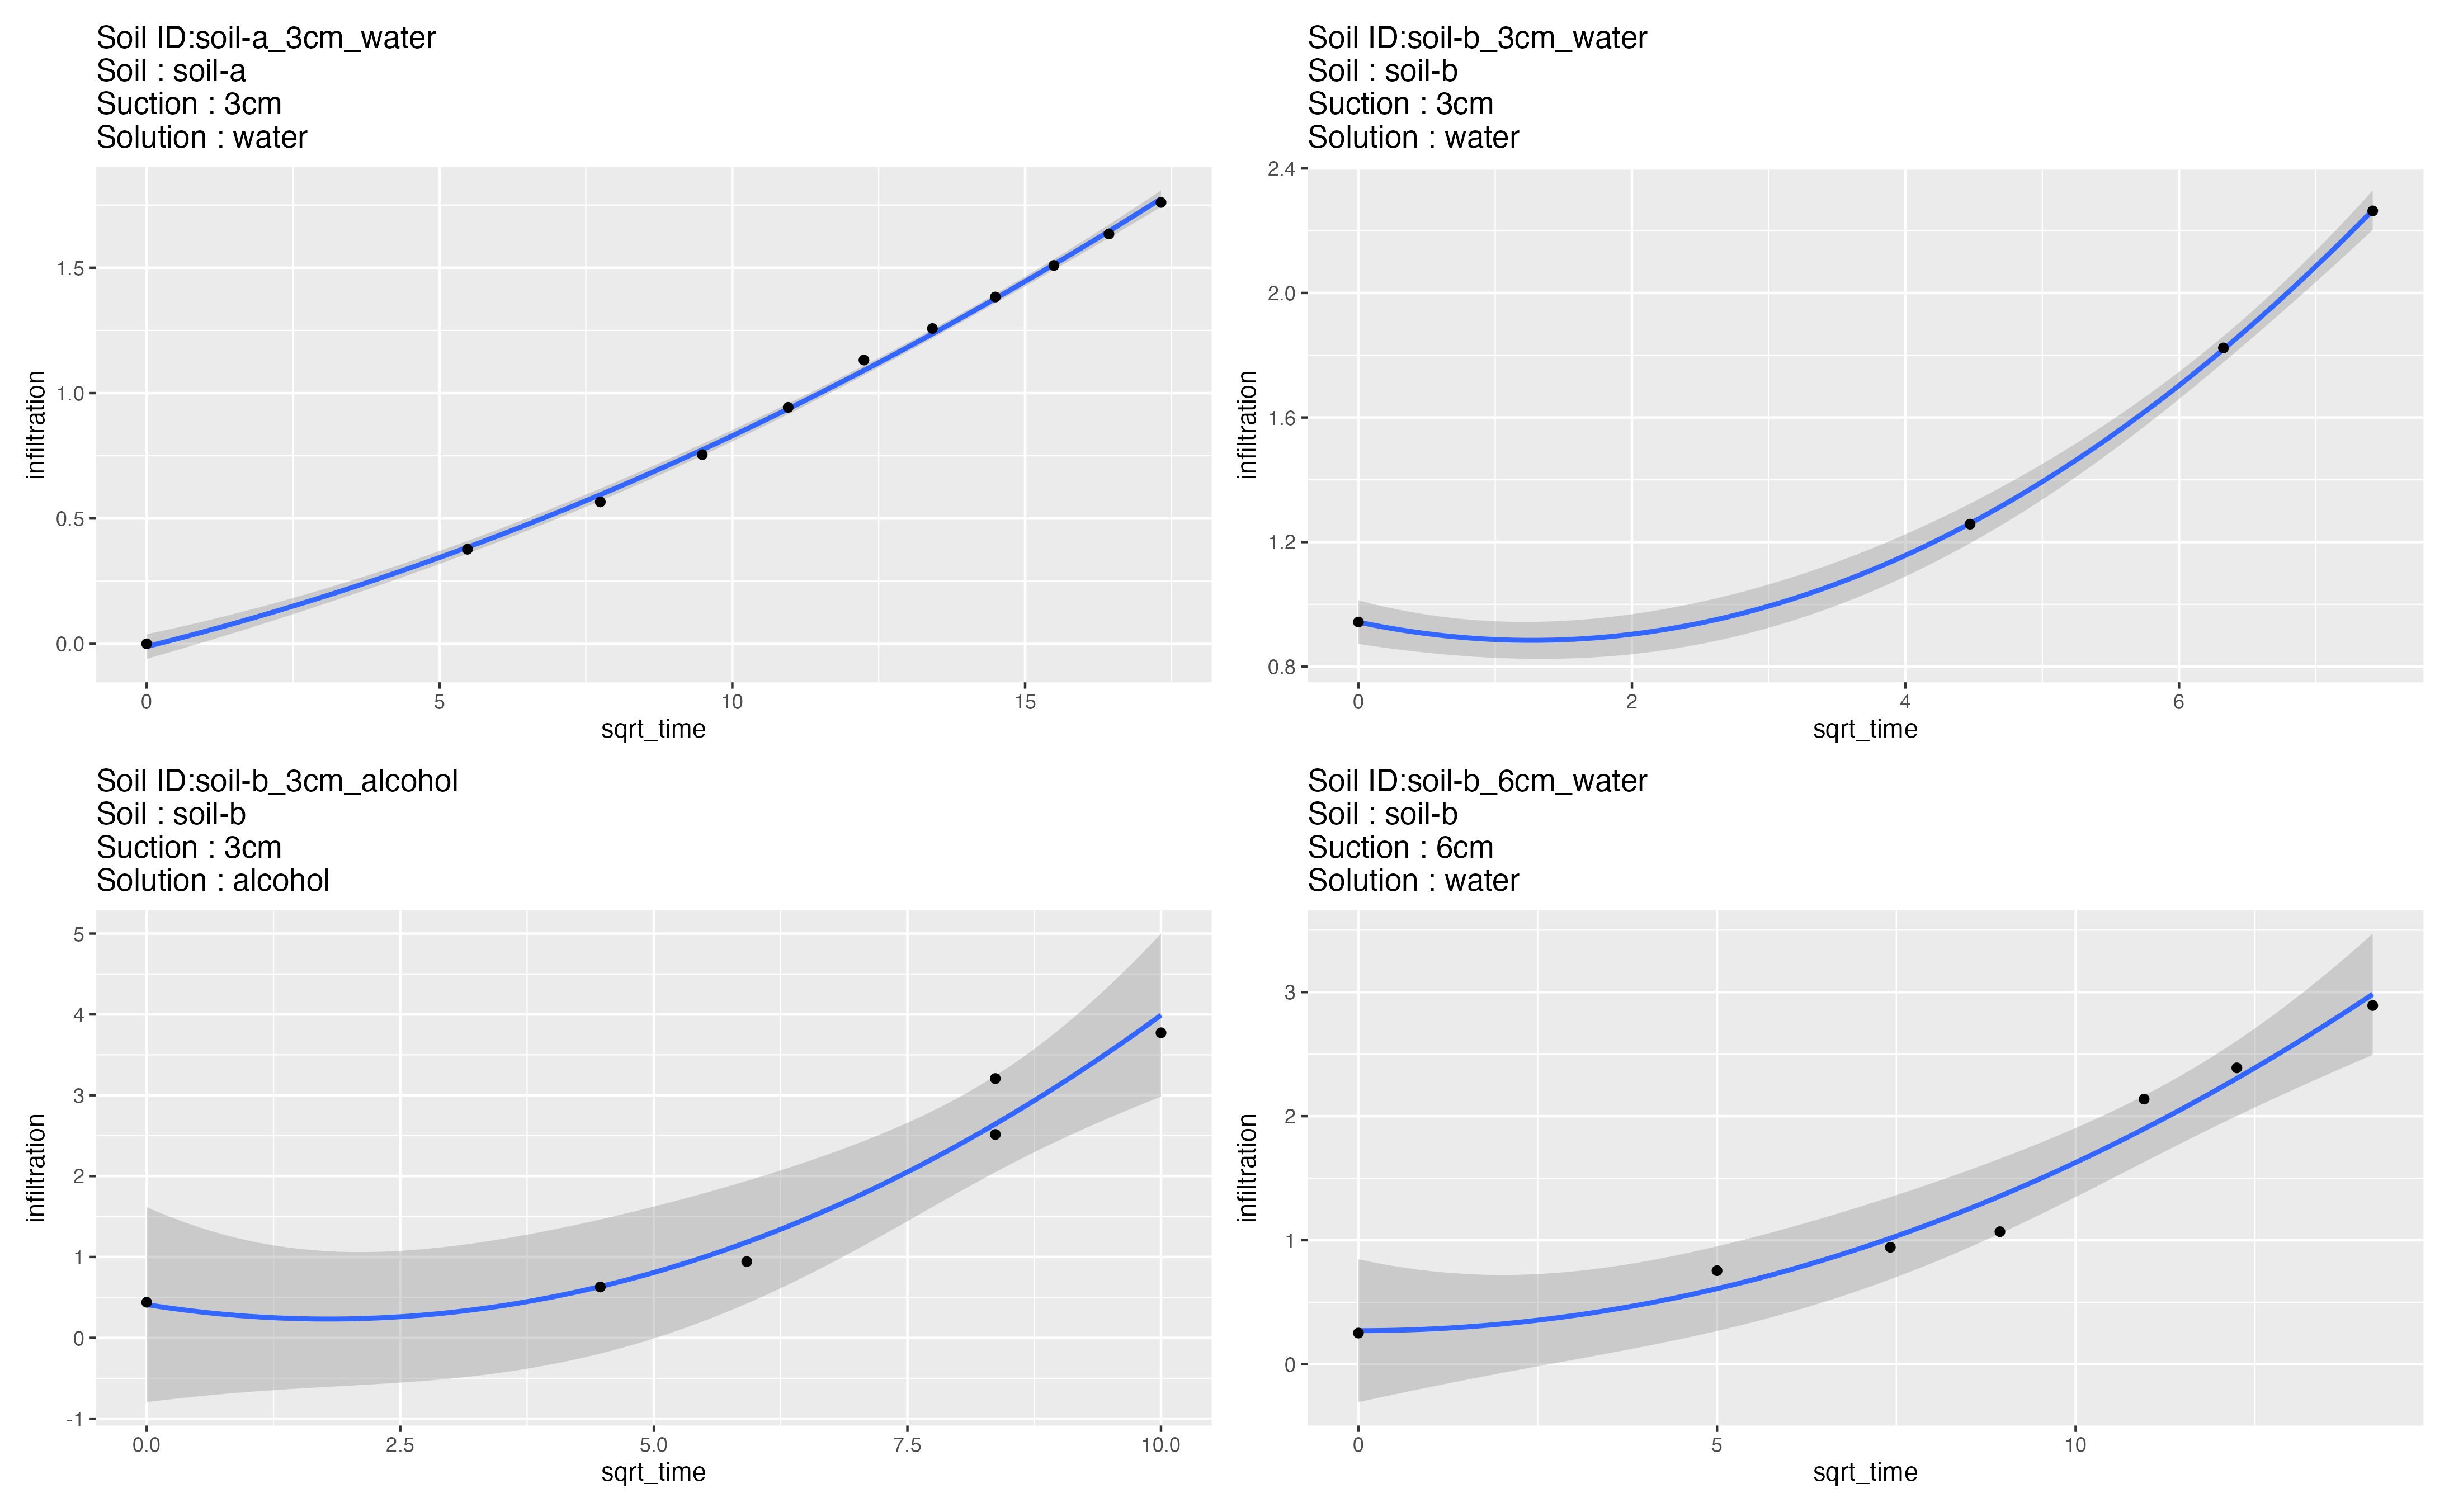 Soil ID:soil-a_3cm_water
Soil : soil-a
Suction : 3cm
Solution : water
infiltration
1.5
1.0
0.5
0.0
0 5 10 15
sqrt_time
Soil ID:soil-b_3cm_water
Soil : soil-b
Suction : 3cm
Solution : water
infiltration
2.4
2.0
1.6
1.2
0.8
0 2 4 6
sqrt_time
Soil ID:soil-b_3cm_alcohol
Soil : soil-b
Suction : 3cm
Solution : alcohol
infiltration
5
4
3
2
1
0
-1
0.0 2.5 5.0 7.5 10.0
sqrt_time
Soil ID:soil-b_6cm_water
Soil : soil-b
Suction : 6cm
Solution : water
infiltration
3
2
1
0
0 5 10
sqrt_time